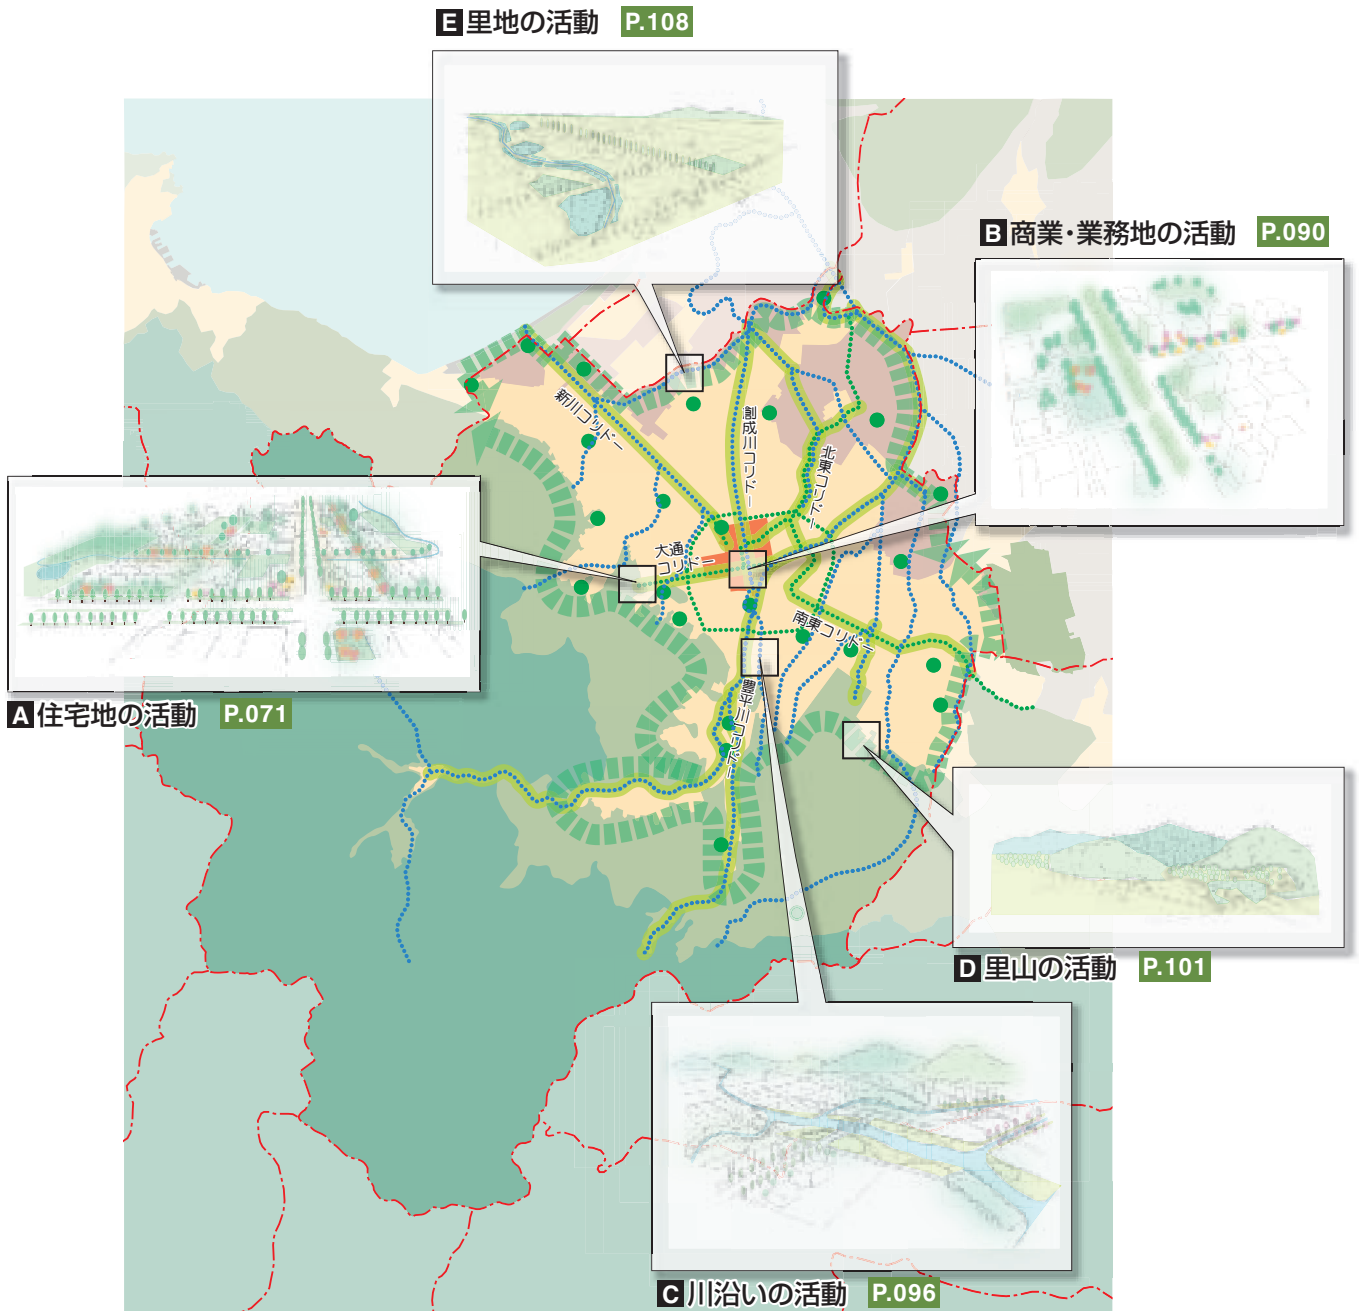 E 里地の活動 P.108
B 商業・業務地の活動 P.090
新川コリドー
創成川コリドー
北東コリドー
大通
コリドー
南東コリドー
豊平川コリドー
A 住宅地の活動 P.071
D 里山の活動 P.101
C 川沿いの活動 P.096